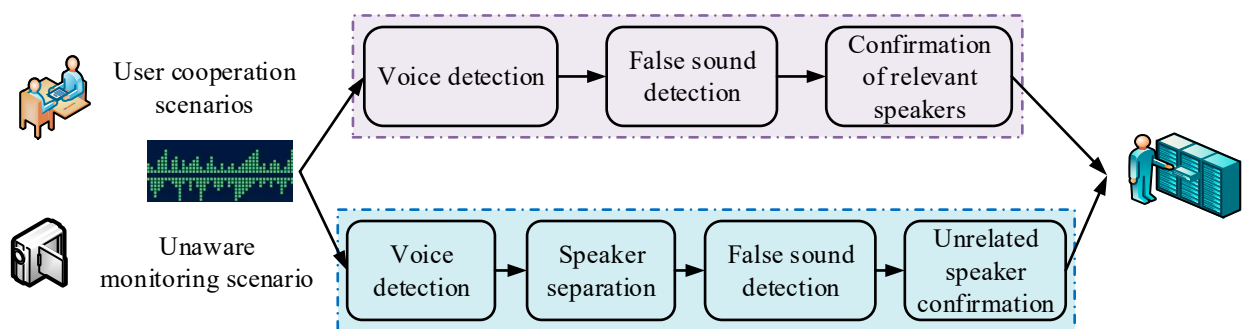 User cooperation
scenarios
Voice detection
False sound
detection
Confirmation
of relevant
speakers
Unaware
monitoring scenario
Voice
detection
Speaker
separation
False sound
detection
Unrelated
speaker
confirmation